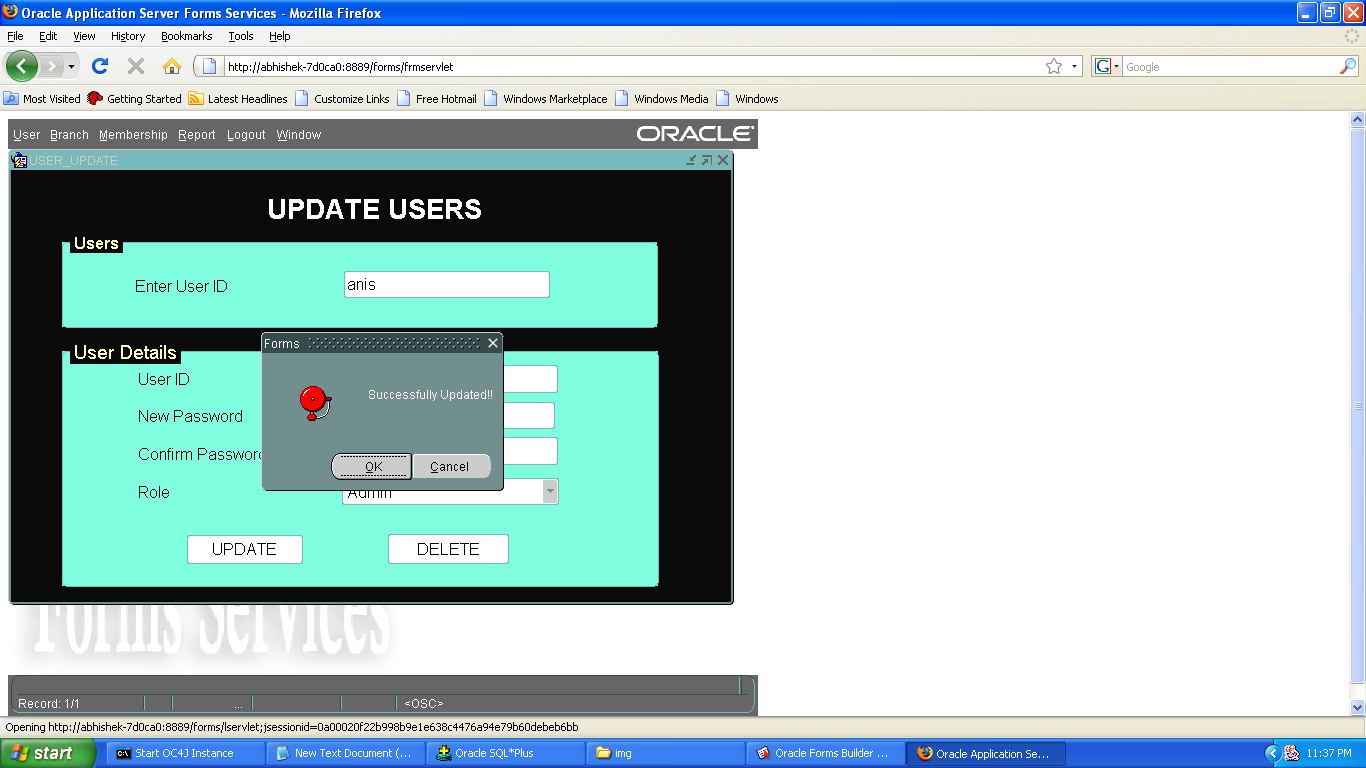 Oracle Application Server Forms Services - Mozilla Firefox
File Edit View History Bookmarks Tools Help
http://abhishek-7d0ca0:8889/forms/frmservlet
G Google
Most Visited Getting Started Latest Headlines Customize Links Free Hotmail Windows Marketplace Windows Media Windows
User Branch Membership Report Logout Window ORACLE
USER_UPDATE
UPDATE USERS
Users
Enter User ID anis
User Details
Forms
Successfully Updated!!
OK Cancel
User ID
New Password
Confirm Password
Role Admin
UPDATE DELETE
Forms Services
Record: 1/1 ... <OSC>
Opening http://abhishek-7d0ca0:8889/forms/lservlet;jsessionid=0a00020f22b998b9e1e638c4476a94e79b60debeb6bb
start Start OC4J Instance New Text Document (... Oracle SQL*Plus img Oracle Forms Builder ... Oracle Application Se... 11:37 PM